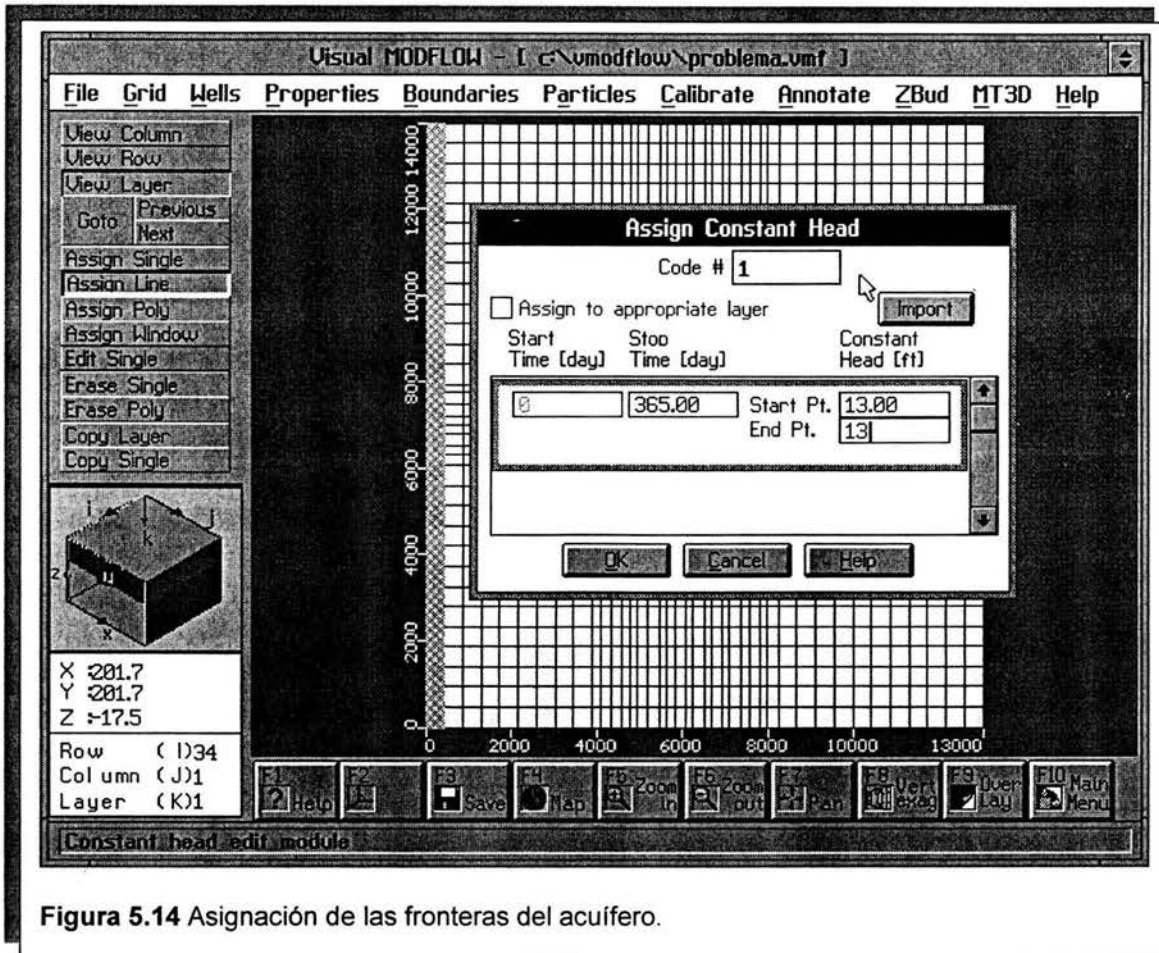 Visual MODFLOW - [ c:\vmodflow\problema.vmf ]
File Grid Wells Properties Boundaries Particles Calibrate Annotate ZBud MT3D Help
View Column
View Row
View Layer
Goto Previous
Next
Assign Single
Assign Line
Assign Poly
Assign Window
Edit Single
Erase Single
Erase Poly
Copy Layer
Copy Single
i j
k
z
x
X :201.7
Y :201.7
Z :-17.5
Row ( I)34
Column (J)1
Layer (K)1
14000
12000
10000
8000
6000
4000
2000
0
0 2000 4000 6000 8000 10000 13000
Assign Constant Head
Code # 1
Assign to appropriate layer
Import
Start Time [day]
Stop Time [day]
Constant Head [ft]
0 365.00 Start Pt. 13.00
End Pt. 13
OK Cancel Help
F1 ? Help
F2
F3 Save
F4 Map
F5 Zoom in
F6 Zoom out
F7 Pan
F8 Vert exag
F9 Over Lay
F10 Main Menu
Constant head edit module
Figura 5.14 Asignación de las fronteras del acuífero.